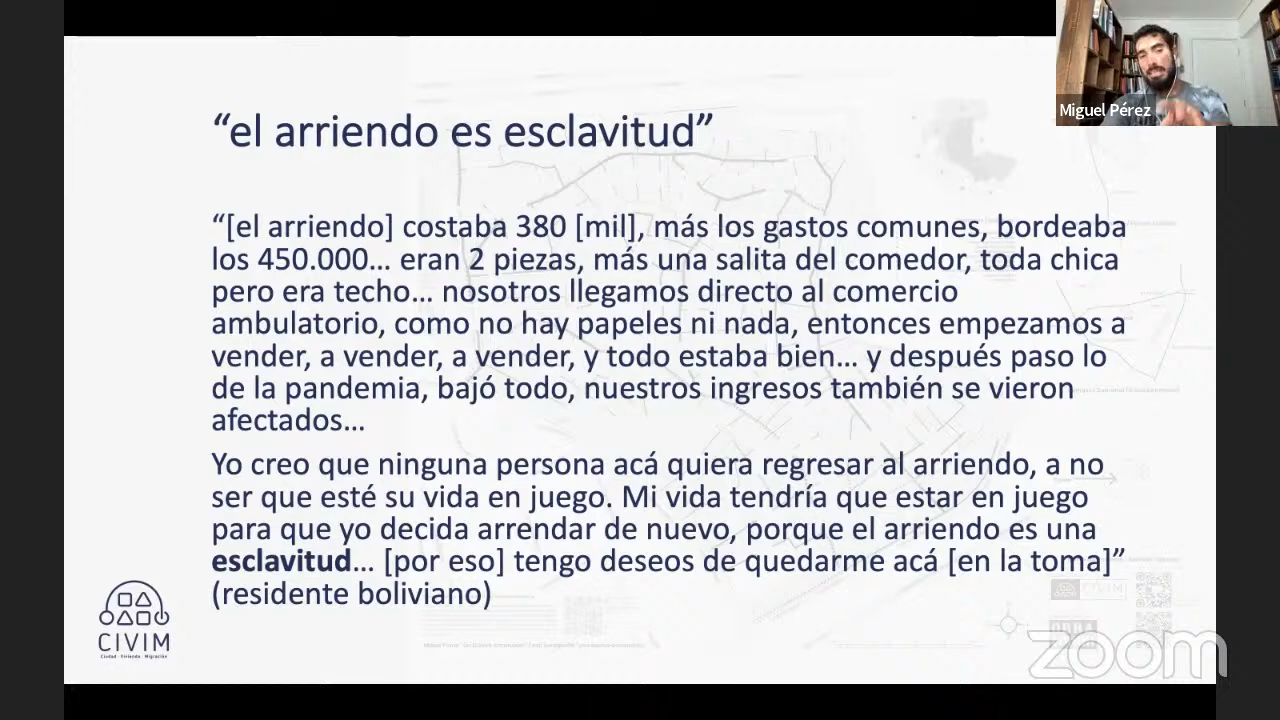 Miguel Pérez
“el arriendo es esclavitud”
“[el arriendo] costaba 380 [mil], más los gastos comunes, bordeaba
los 450.000… eran 2 piezas, más una salita del comedor, toda chica
pero era techo… nosotros llegamos directo al comercio
ambulatorio, como no hay papeles ni nada, entonces empezamos a
vender, a vender, a vender, y todo estaba bien… y después paso lo
de la pandemia, bajó todo, nuestros ingresos también se vieron
afectados…
Yo creo que ninguna persona acá quiera regresar al arriendo, a no
ser que esté su vida en juego. Mi vida tendría que estar en juego
para que yo decida arrendar de nuevo, porque el arriendo es una
esclavitud… [por eso] tengo deseos de quedarme acá [en la toma]”
(residente boliviano)
CIVIM
Ciudad · Vivienda · Migración
CIVIM
zoom